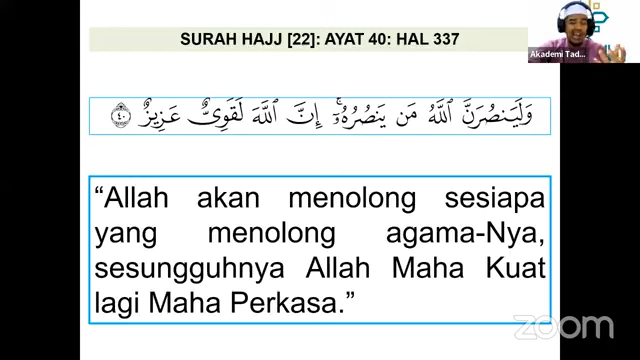 SURAH HAJJ [22]: AYAT 40: HAL 337
وَلَيَنصُرَنَّ ٱللَّهُ مَن يَنصُرُهُۥٓ ۚ إِنَّ ٱللَّهَ لَقَوِىٌّ عَزِيزٌ ٤٠
“Allah akan menolong sesiapa
yang menolong agama-Nya,
sesungguhnya Allah Maha Kuat
lagi Maha Perkasa.”
Akademi Tad...
zoom